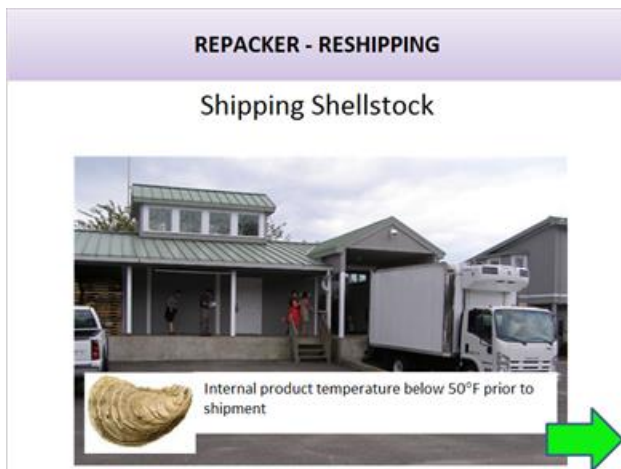 REPACKER - RESHIPPING
Shipping Shellstock
Internal product temperature below 50°F prior to
shipment